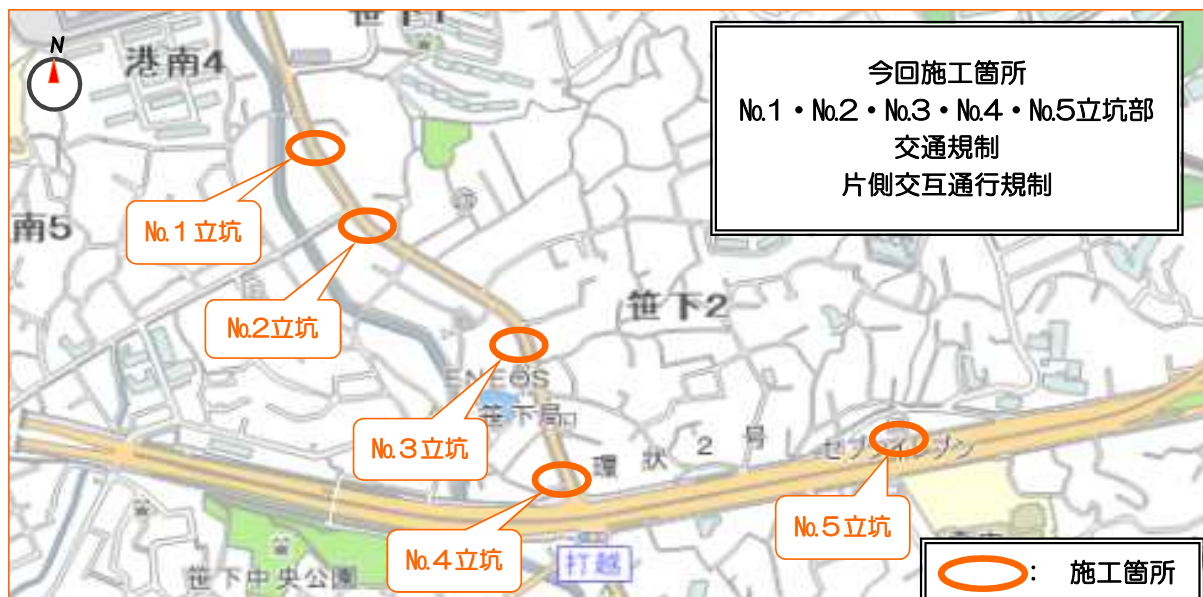 笹下1
N
港南4
今回施工箇所
No.1・No.2・No.3・No.4・No.5立坑部
交通規制
片側交互通行規制
南5
No.1立坑
No.2立坑
笹下2
ENEOS
笹下局
No.3立坑
環状2号
セブンイレブン
No.4立坑
No.5立坑
打越
笹下中央公園
: 施工箇所